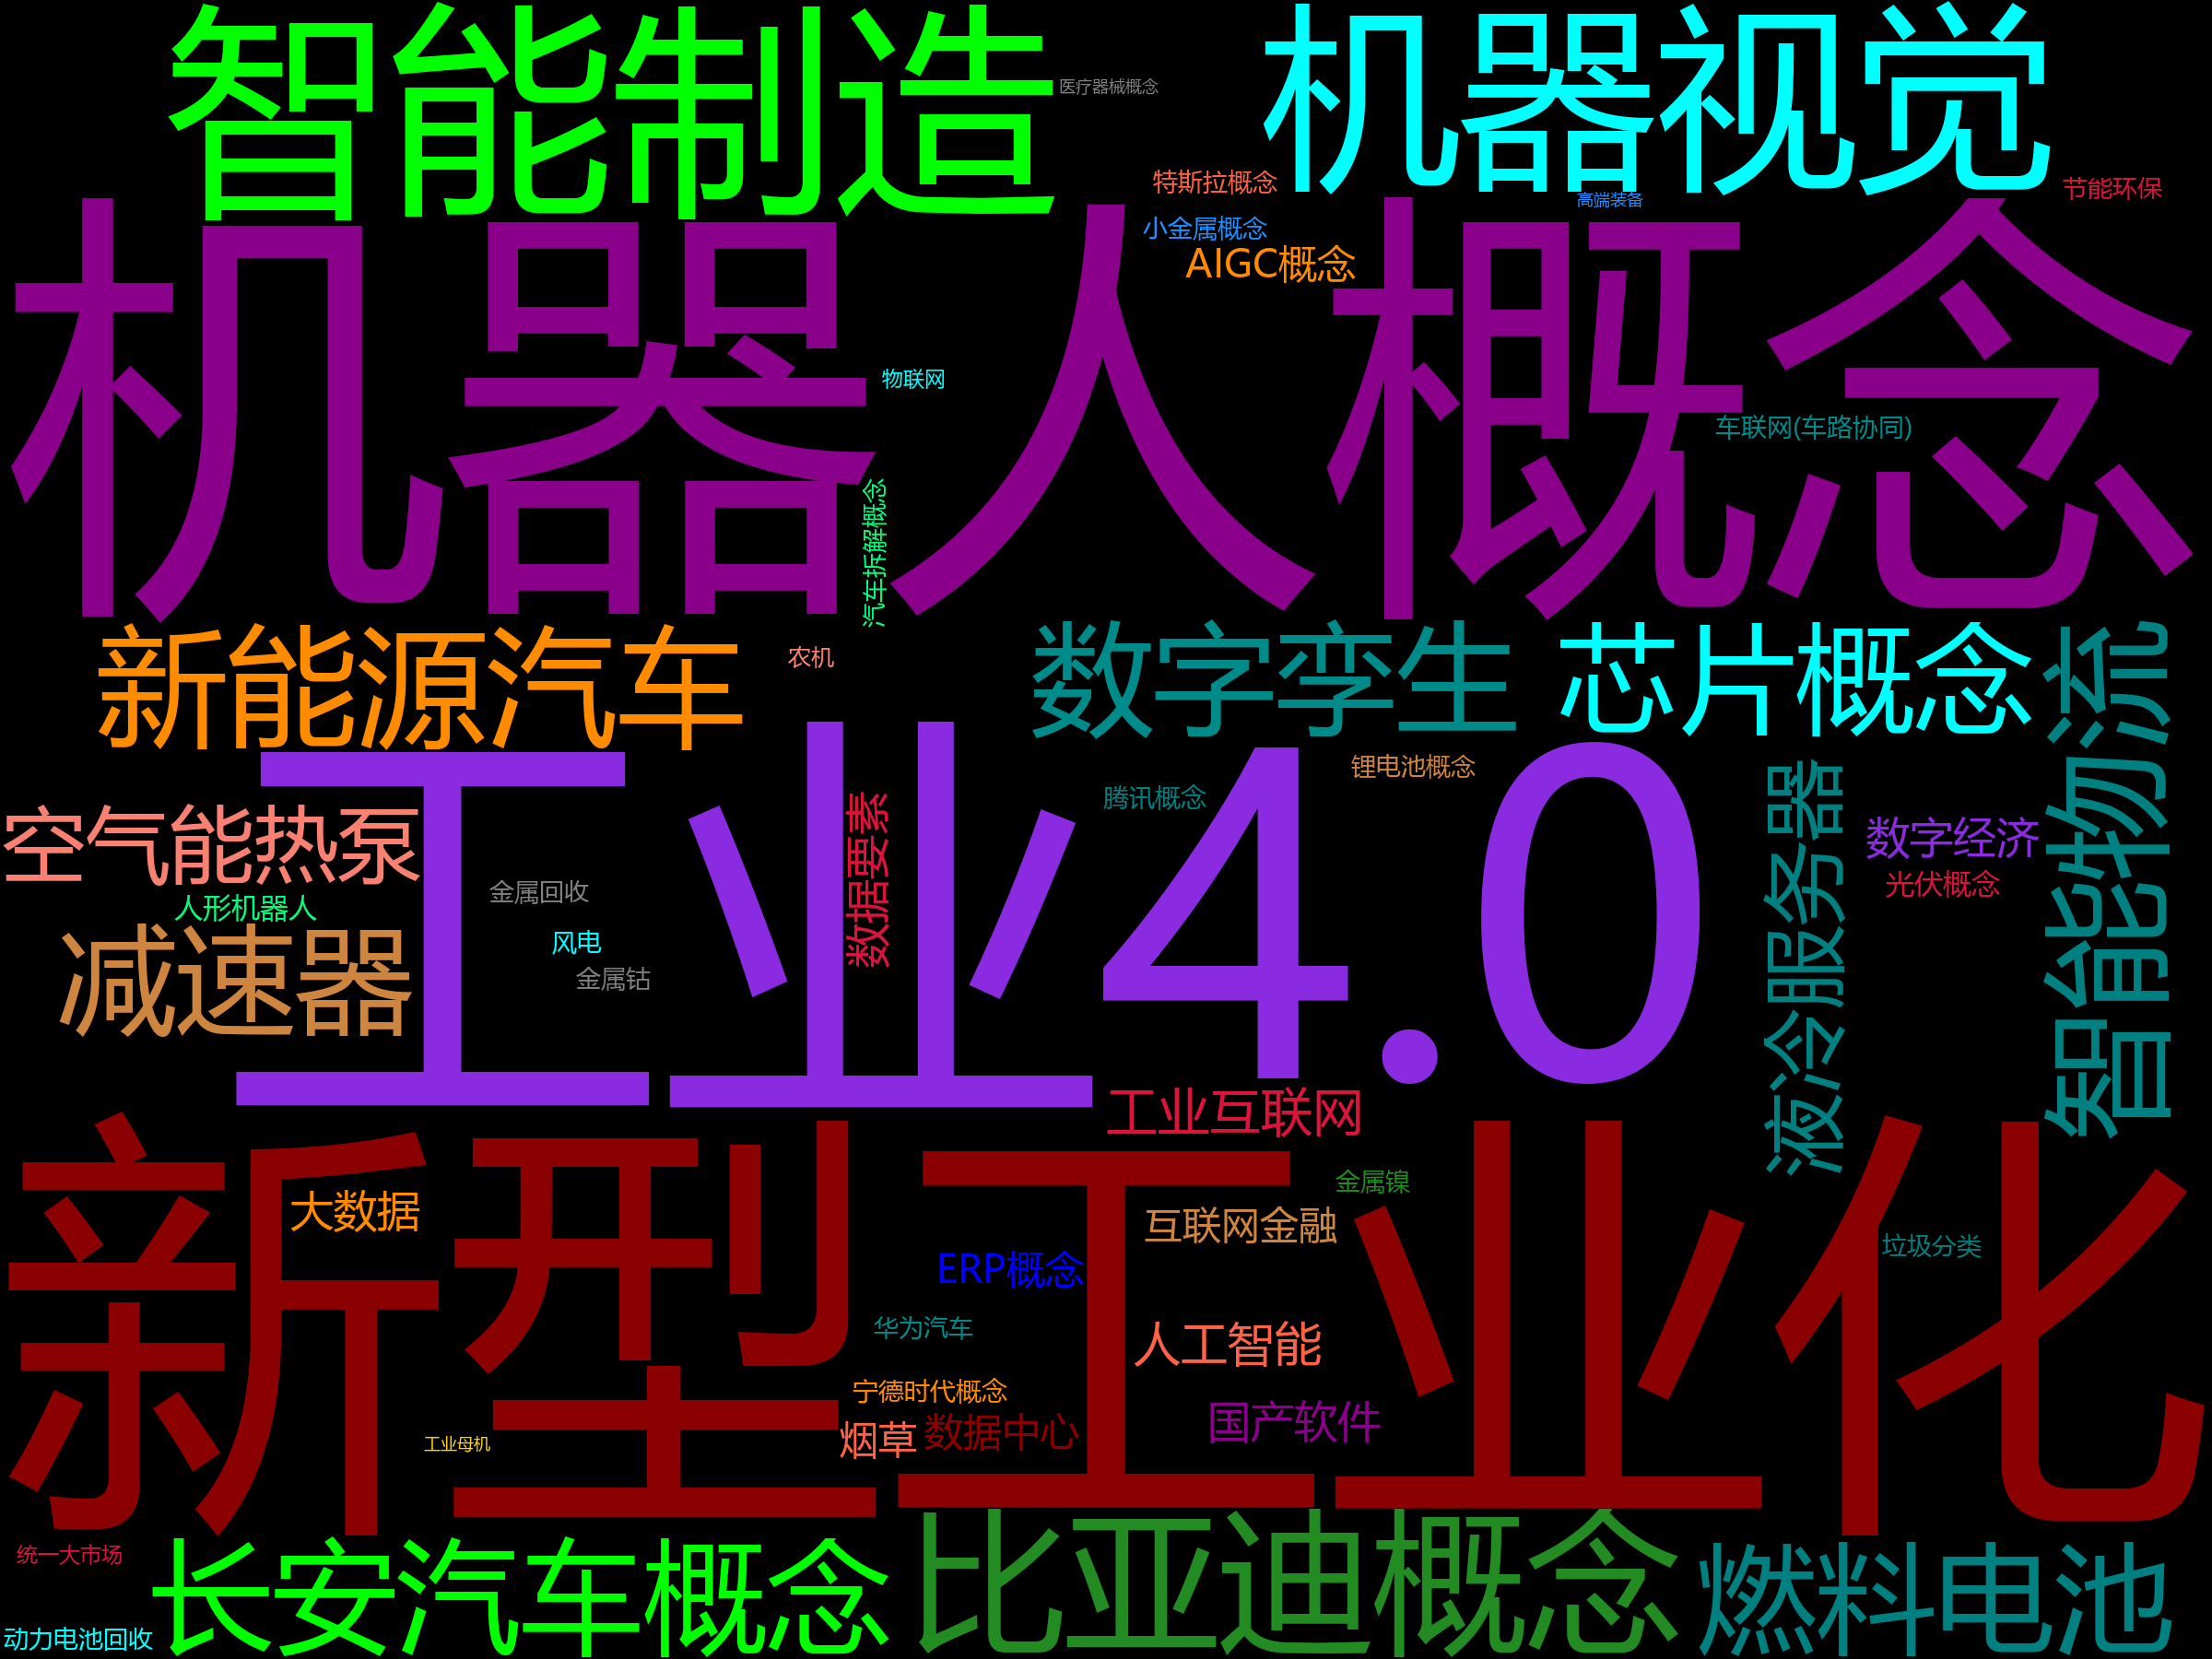 智能制造
机器视觉
医疗器械概念
特斯拉概念
节能环保
高端装备
小金属概念
AIGC概念
机器人概念
物联网
车联网(车路协同)
汽车拆解概念
新能源汽车
农机
数字孪生
芯片概念
智能物流
工业4.0
锂电池概念
腾讯概念
数据要素
液冷服务器
数字经济
空气能热泵
光伏概念
金属回收
人形机器人
风电
减速器
金属钴
工业互联网
新型工业化
金属镍
大数据
互联网金融
垃圾分类
ERP概念
华为汽车
人工智能
宁德时代概念
国产软件
烟草
数据中心
工业母机
统一大市场
长安汽车概念
比亚迪概念
燃料电池
动力电池回收